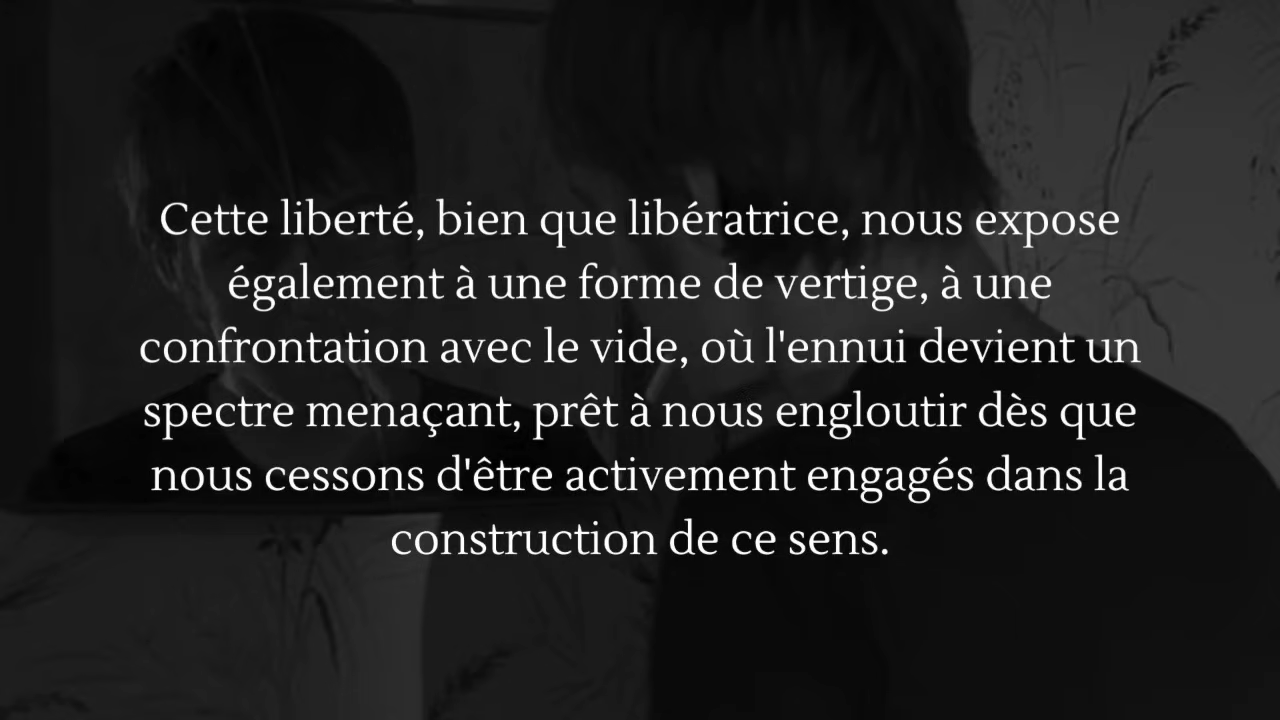 Cette liberté, bien que libératrice, nous expose
également à une forme de vertige, à une
confrontation avec le vide, où l'ennui devient un
spectre menaçant, prêt à nous engloutir dès que
nous cessons d'être activement engagés dans la
construction de ce sens.